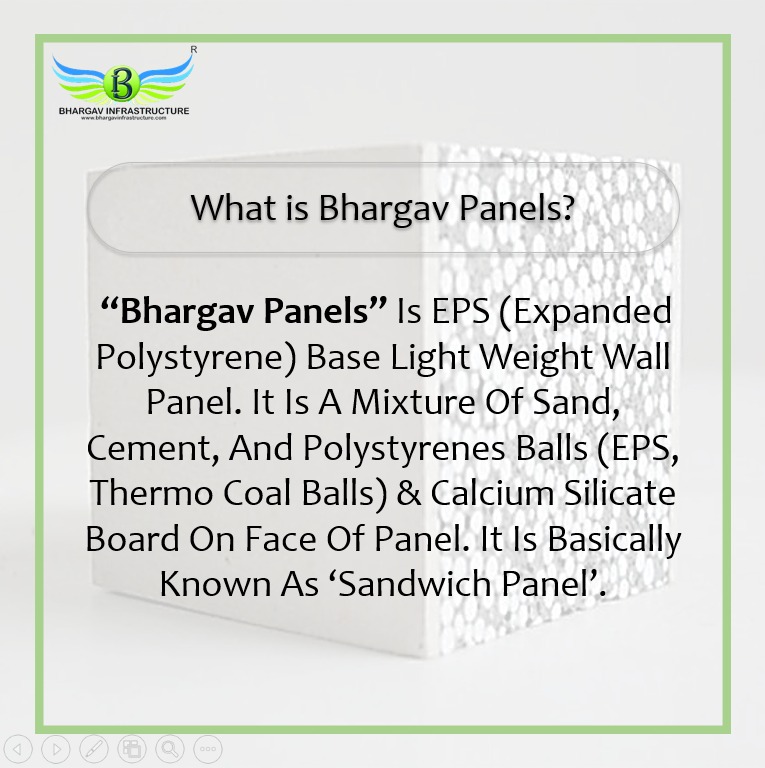 R
B
BHARGAV INFRASTRUCTURE
www.bhargavinfrastructure.com
What is Bhargav Panels?
“Bhargav Panels” Is EPS (Expanded
Polystyrene) Base Light Weight Wall
Panel. It Is A Mixture Of Sand,
Cement, And Polystyrenes Balls (EPS,
Thermo Coal Balls) & Calcium Silicate
Board On Face Of Panel. It Is Basically
Known As ‘Sandwich Panel’.